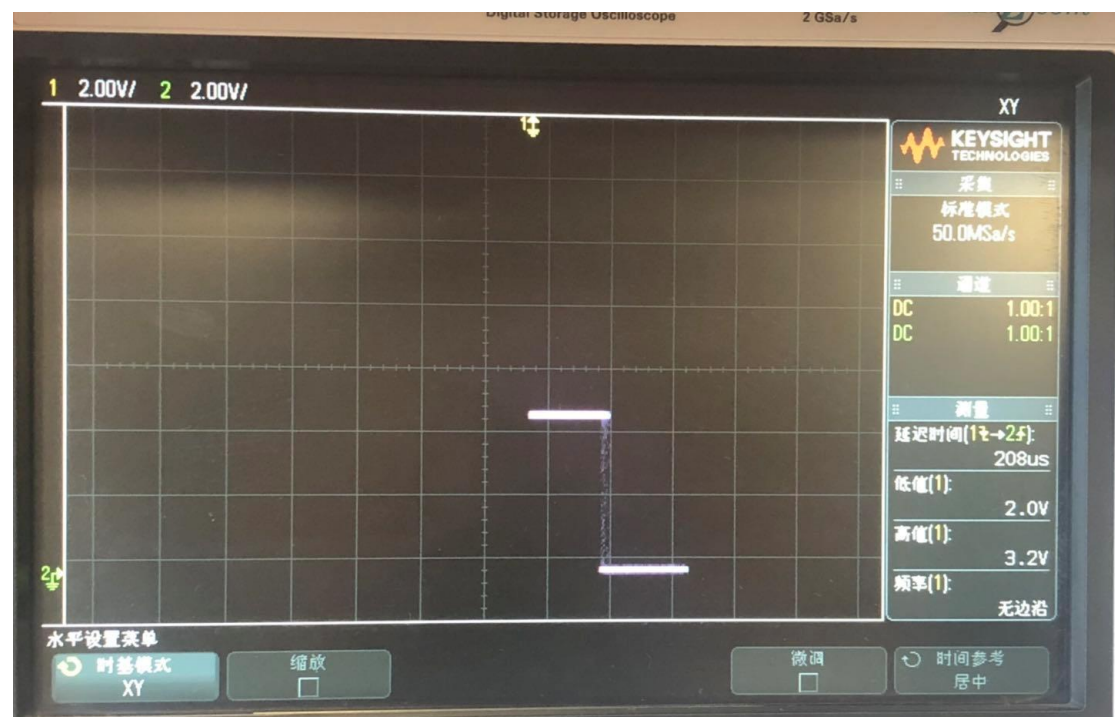 Digital Storage Oscilloscope 2 GSa/s
1 2.00V/ 2 2.00V/
XY
KEYSIGHT
TECHNOLOGIES
采集
标准模式
50.0MSa/s
通道
DC 1.00:1
DC 1.00:1
测量
延迟时间(1↘→2↗):
208us
低值(1):
2.0V
高值(1):
3.2V
频率(1):
无边沿
1
2
水平设置菜单
时基模式
XY
缩放
微调
时间参考
居中